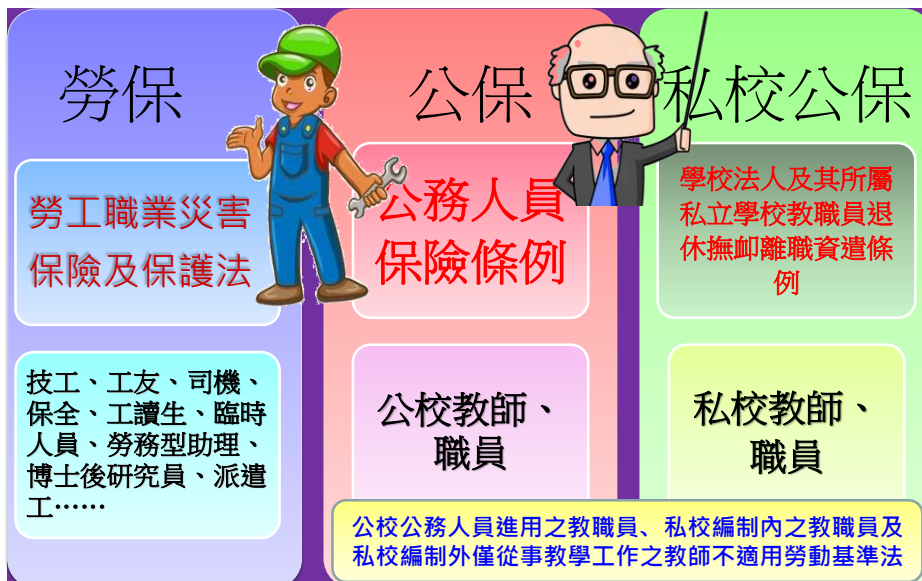 勞保
勞工職業災害
保險及保護法
技工、工友、司機、
保全、工讀生、臨時
人員、勞務型助理、
博士後研究員、派遣
工……
公保
公務人員
保險條例
公校教師、
職員
私校公保
學校法人及其所屬
私立學校教職員退
休撫卹離職資遣條
例
私校教師、
職員
公校公務人員進用之教職員、私校編制內之教職員及
私校編制外僅從事教學工作之教師不適用勞動基準法